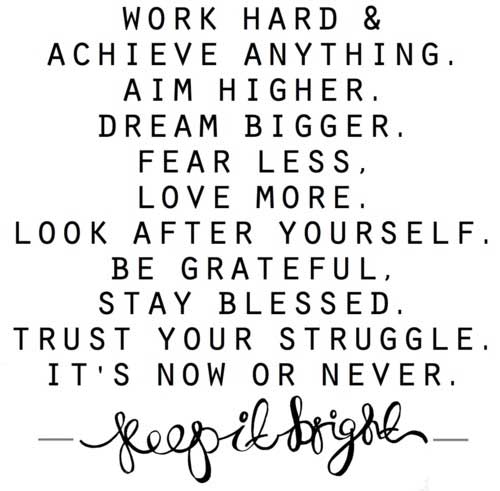 WORK HARD &
ACHIEVE ANYTHING.
AIM HIGHER.
DREAM BIGGER.
FEAR LESS,
LOVE MORE.
LOOK AFTER YOURSELF.
BE GRATEFUL,
STAY BLESSED.
TRUST YOUR STRUGGLE.
IT'S NOW OR NEVER.
keep it bright